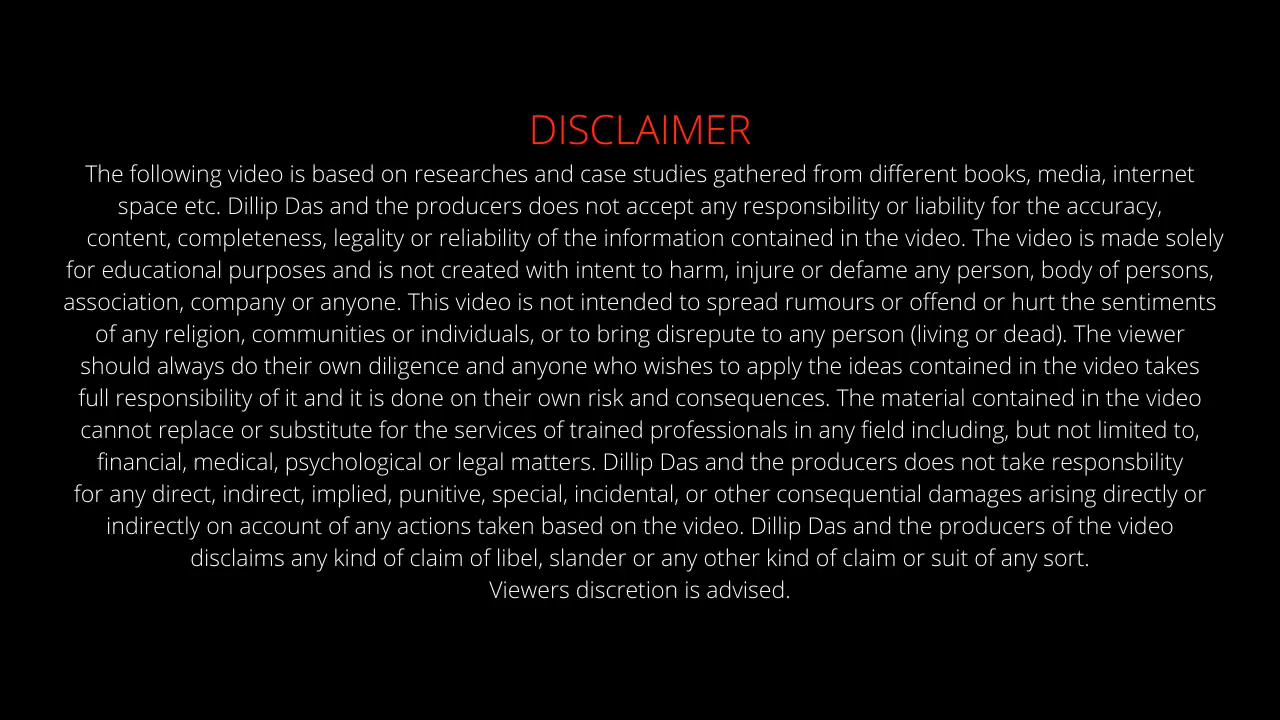 DISCLAIMER
The following video is based on researches and case studies gathered from different books, media, internet
space etc. Dillip Das and the producers does not accept any responsibility or liability for the accuracy,
content, completeness, legality or reliability of the information contained in the video. The video is made solely
for educational purposes and is not created with intent to harm, injure or defame any person, body of persons,
association, company or anyone. This video is not intended to spread rumours or offend or hurt the sentiments
of any religion, communities or individuals, or to bring disrepute to any person (living or dead). The viewer
should always do their own diligence and anyone who wishes to apply the ideas contained in the video takes
full responsibility of it and it is done on their own risk and consequences. The material contained in the video
cannot replace or substitute for the services of trained professionals in any field including, but not limited to,
financial, medical, psychological or legal matters. Dillip Das and the producers does not take responsbility
for any direct, indirect, implied, punitive, special, incidental, or other consequential damages arising directly or
indirectly on account of any actions taken based on the video. Dillip Das and the producers of the video
disclaims any kind of claim of libel, slander or any other kind of claim or suit of any sort.
Viewers discretion is advised.